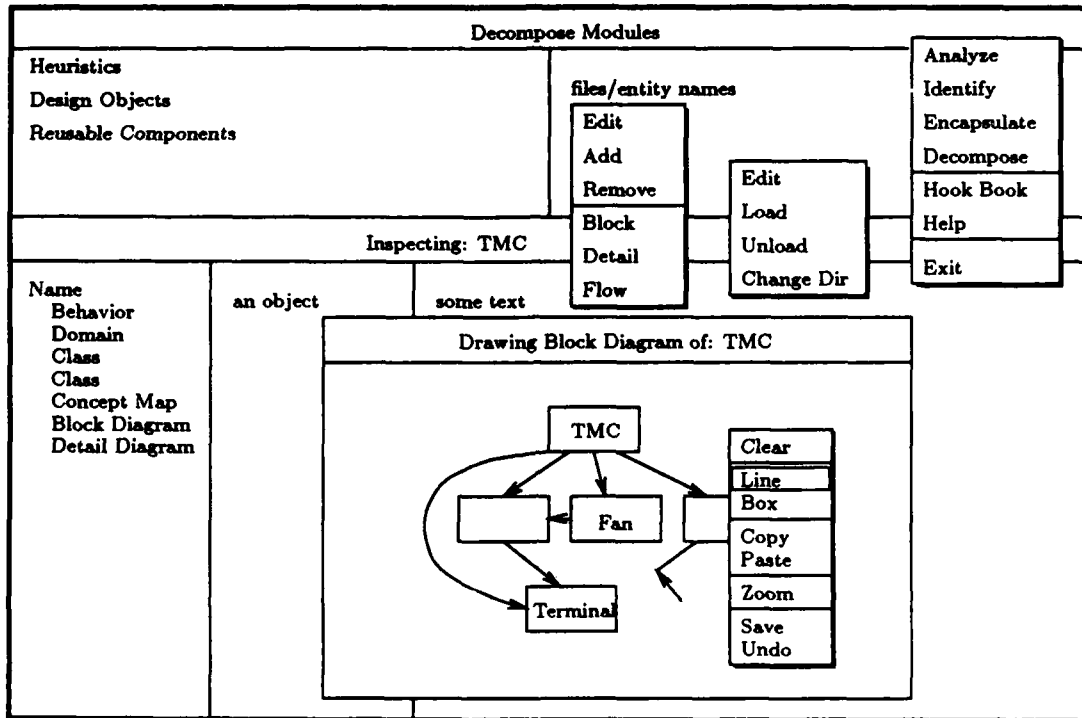 Decompose Modules
Heuristics
Design Objects
Reusable Components
files/entity names
Edit
Add
Remove
Block
Detail
Flow
Edit
Load
Unload
Change Dir
Analyze
Identify
Encapsulate
Decompose
Hook Book
Help
Exit
Inspecting: TMC
Name
Behavior
Domain
Class
Class
Concept Map
Block Diagram
Detail Diagram
an object
some text
Drawing Block Diagram of: TMC
TMC
Fan
Terminal
Clear
Line
Box
Copy
Paste
Zoom
Save
Undo